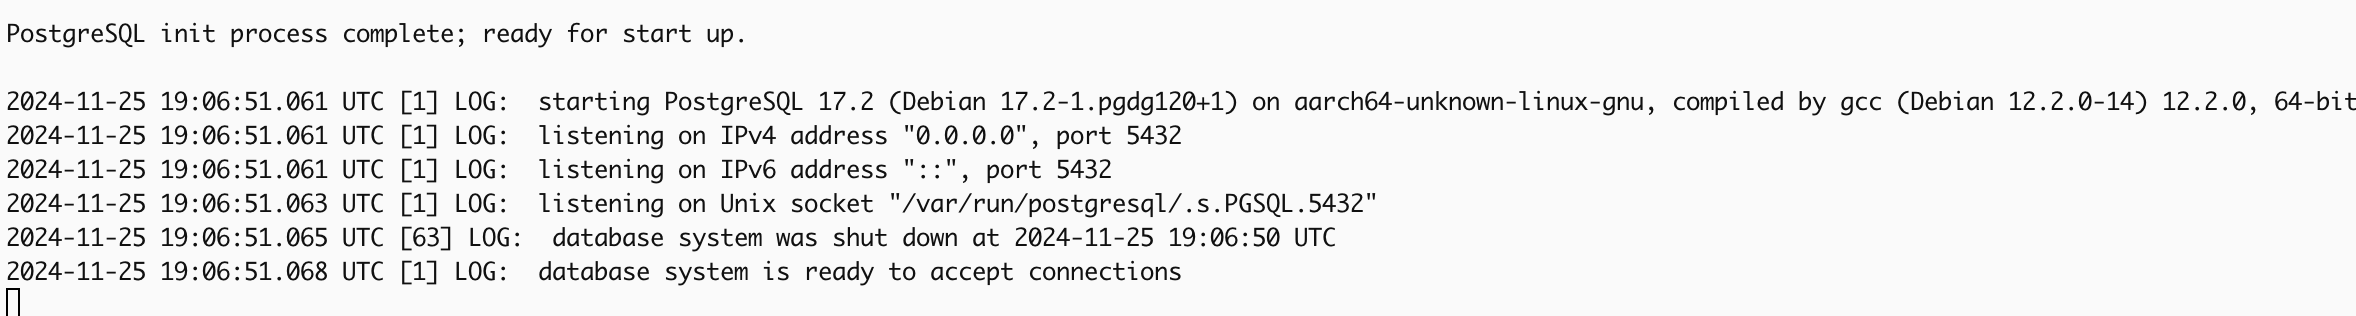 PostgreSQL init process complete; ready for start up.
2024-11-25 19:06:51.061 UTC [1] LOG:  starting PostgreSQL 17.2 (Debian 17.2-1.pgdg120+1) on aarch64-unknown-linux-gnu, compiled by gcc (Debian 12.2.0-14) 12.2.0, 64-bit
2024-11-25 19:06:51.061 UTC [1] LOG:  listening on IPv4 address "0.0.0.0", port 5432
2024-11-25 19:06:51.061 UTC [1] LOG:  listening on IPv6 address "::", port 5432
2024-11-25 19:06:51.063 UTC [1] LOG:  listening on Unix socket "/var/run/postgresql/.s.PGSQL.5432"
2024-11-25 19:06:51.065 UTC [63] LOG:  database system was shut down at 2024-11-25 19:06:50 UTC
2024-11-25 19:06:51.068 UTC [1] LOG:  database system is ready to accept connections